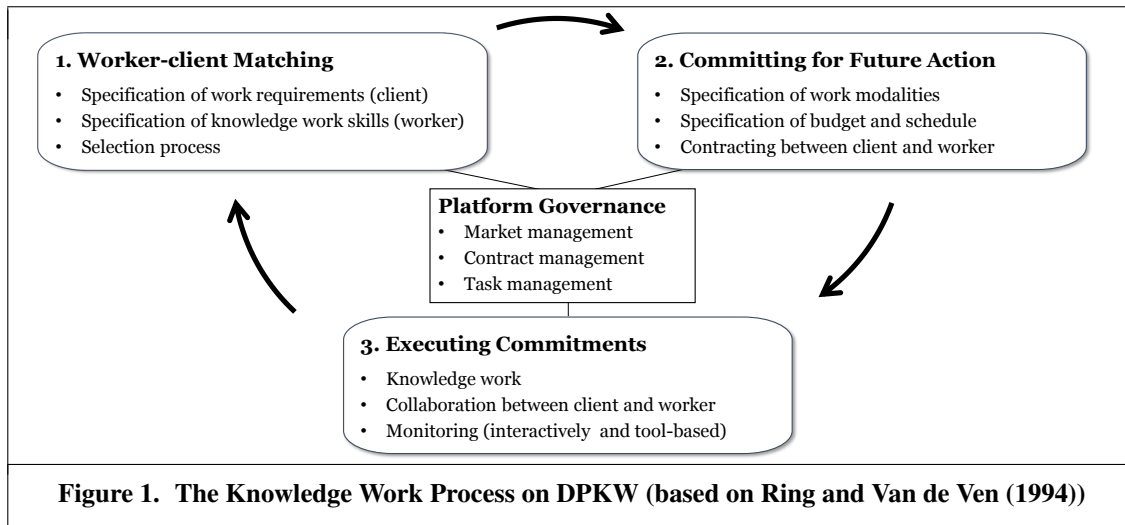 1. Worker-client Matching
• Specification of work requirements (client)
• Specification of knowledge work skills (worker)
• Selection process
2. Committing for Future Action
• Specification of work modalities
• Specification of budget and schedule
• Contracting between client and worker
Platform Governance
• Market management
• Contract management
• Task management
3. Executing Commitments
• Knowledge work
• Collaboration between client and worker
• Monitoring (interactively and tool-based)
Figure 1. The Knowledge Work Process on DPKW (based on Ring and Van de Ven (1994))